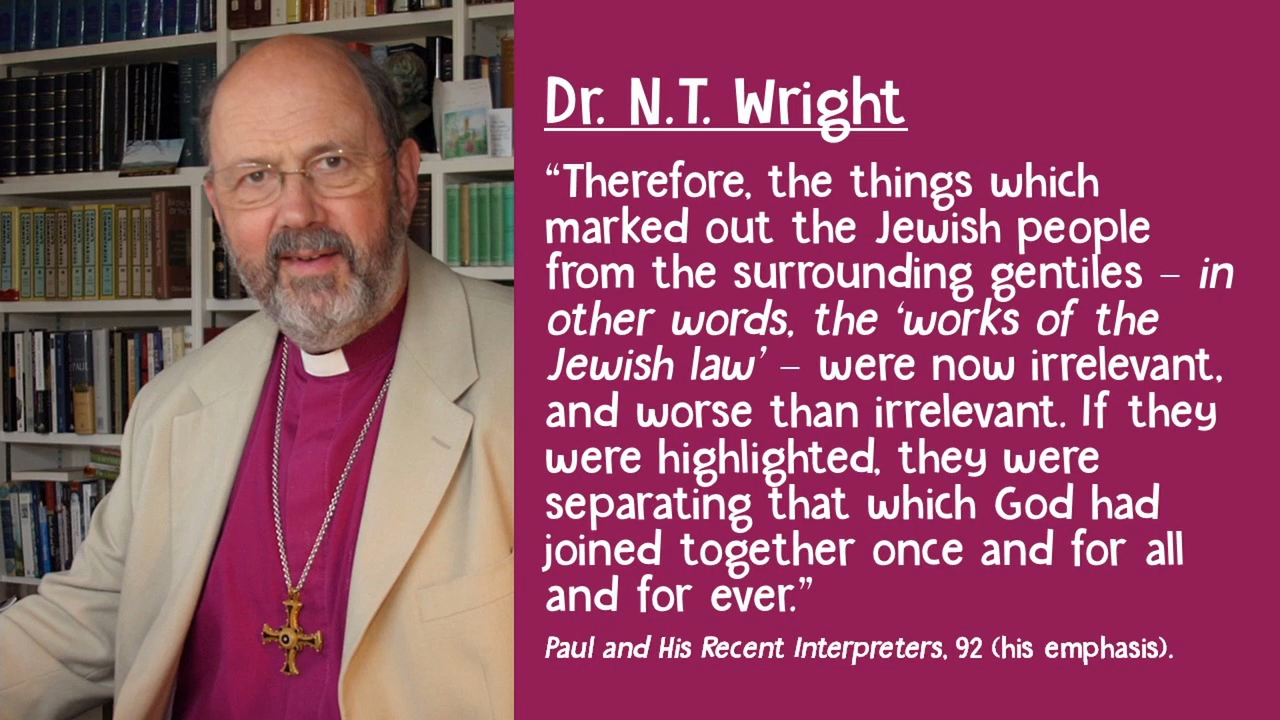 Dr. N.T. Wright
“Therefore, the things which
marked out the Jewish people
from the surrounding gentiles – in
other words, the ‘works of the
Jewish law’ – were now irrelevant,
and worse than irrelevant. If they
were highlighted, they were
separating that which God had
joined together once and for all
and for ever.”
Paul and His Recent Interpreters, 92 (his emphasis).